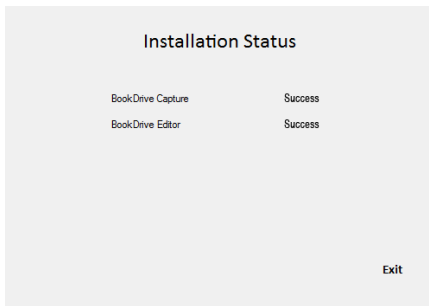 Installation Status
BookDrive Capture Success
BookDrive Editor Success
Exit